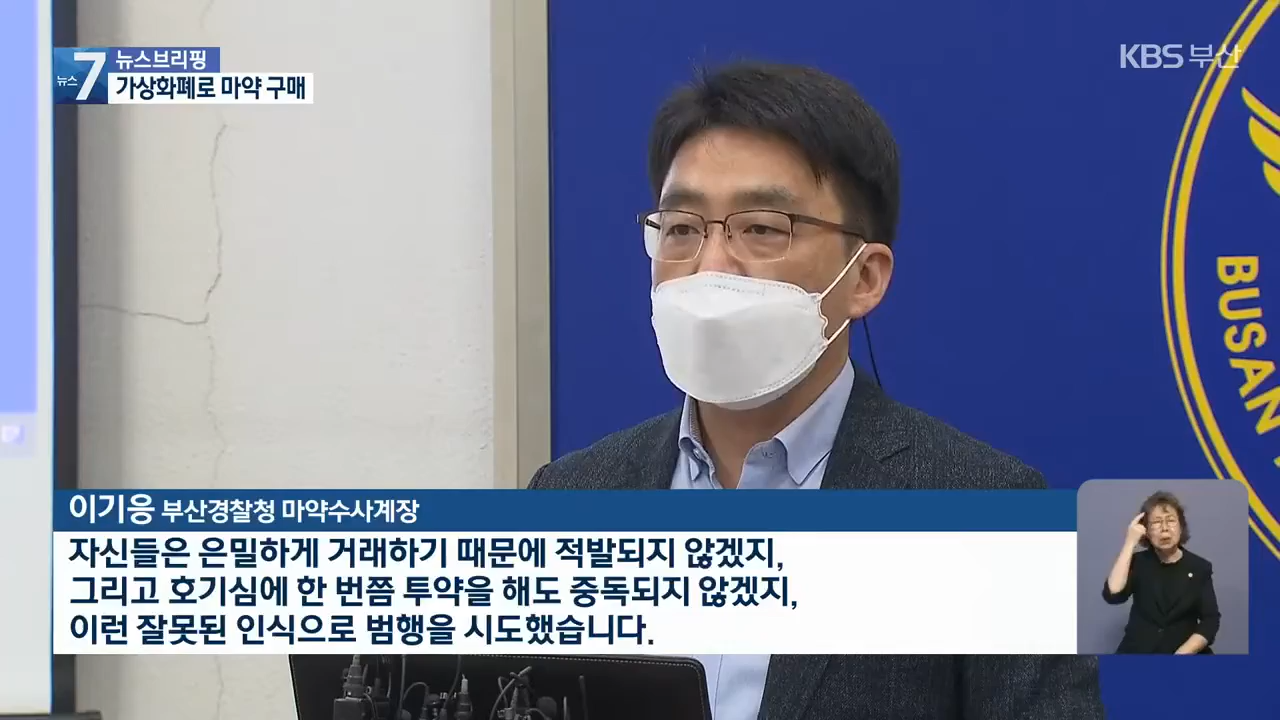 뉴스브리핑
뉴스7
가상화폐로 마약 구매
KBS 부산
BUSAN
이기응 부산경찰청 마약수사계장
자신들은 은밀하게 거래하기 때문에 적발되지 않겠지,
그리고 호기심에 한 번쯤 투약을 해도 중독되지 않겠지,
이런 잘못된 인식으로 범행을 시도했습니다.